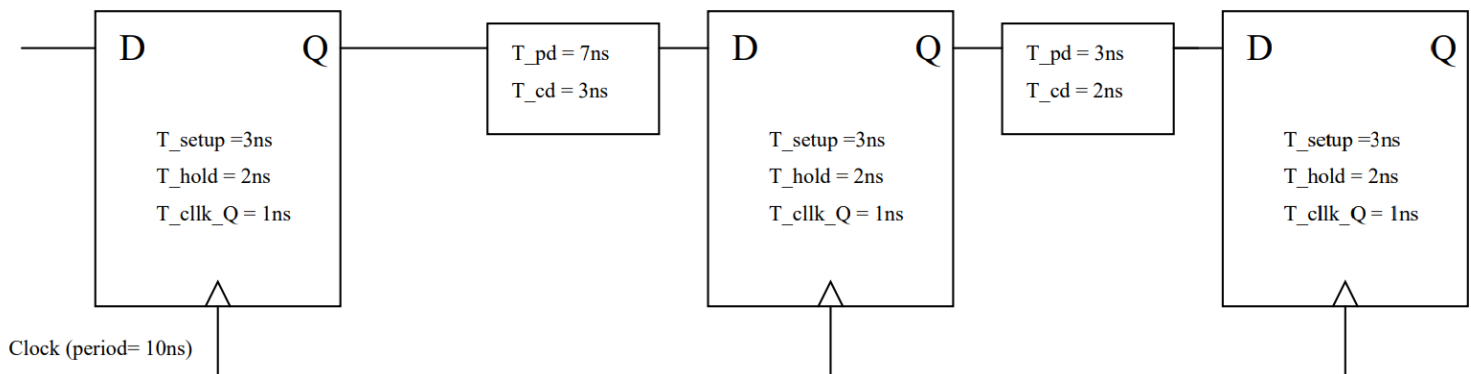 D Q
T_setup =3ns
T_hold = 2ns
T_cllk_Q = 1ns
T_pd = 7ns
T_cd = 3ns
D Q
T_setup =3ns
T_hold = 2ns
T_cllk_Q = 1ns
T_pd = 3ns
T_cd = 2ns
D Q
T_setup =3ns
T_hold = 2ns
T_cllk_Q = 1ns
Clock (period= 10ns)